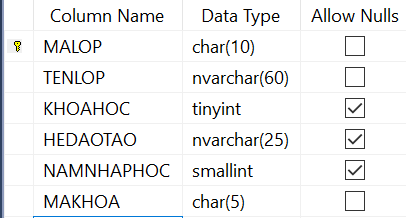 Column Name Data Type Allow Nulls
MALOP char(10)
TENLOP nvarchar(60)
KHOAHOC tinyint
HEDAOTAO nvarchar(25)
NAMNHAPHOC smallint
MAKHOA char(5)